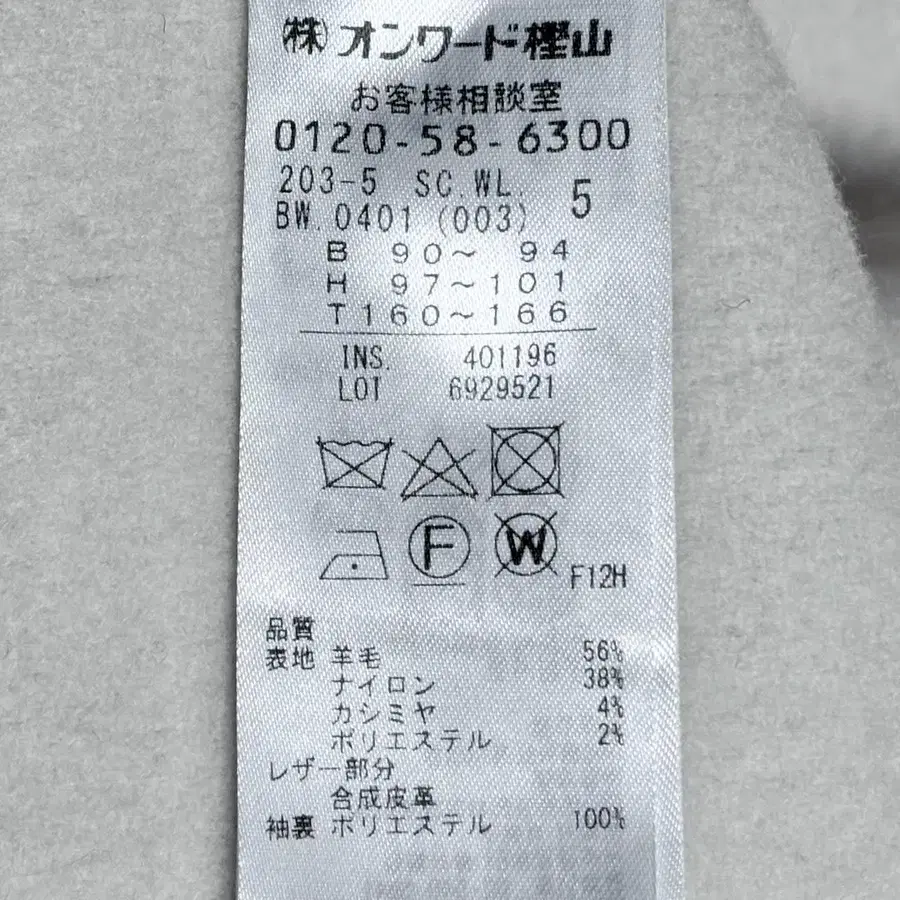 ㈱オンワード樫山
お客様相談室
0120-58-6300
203-5 SC.WL. 5
BW.0401 (003)
B 90～ 94
H 97～101
T160～166
INS. 401196
LOT 6929521
F
W
F12H
品質
表地 羊毛 56%
ナイロン 38%
カシミヤ 4%
ポリエステル 2%
レザー部分
合成皮革
袖裏 ポリエステル 100%